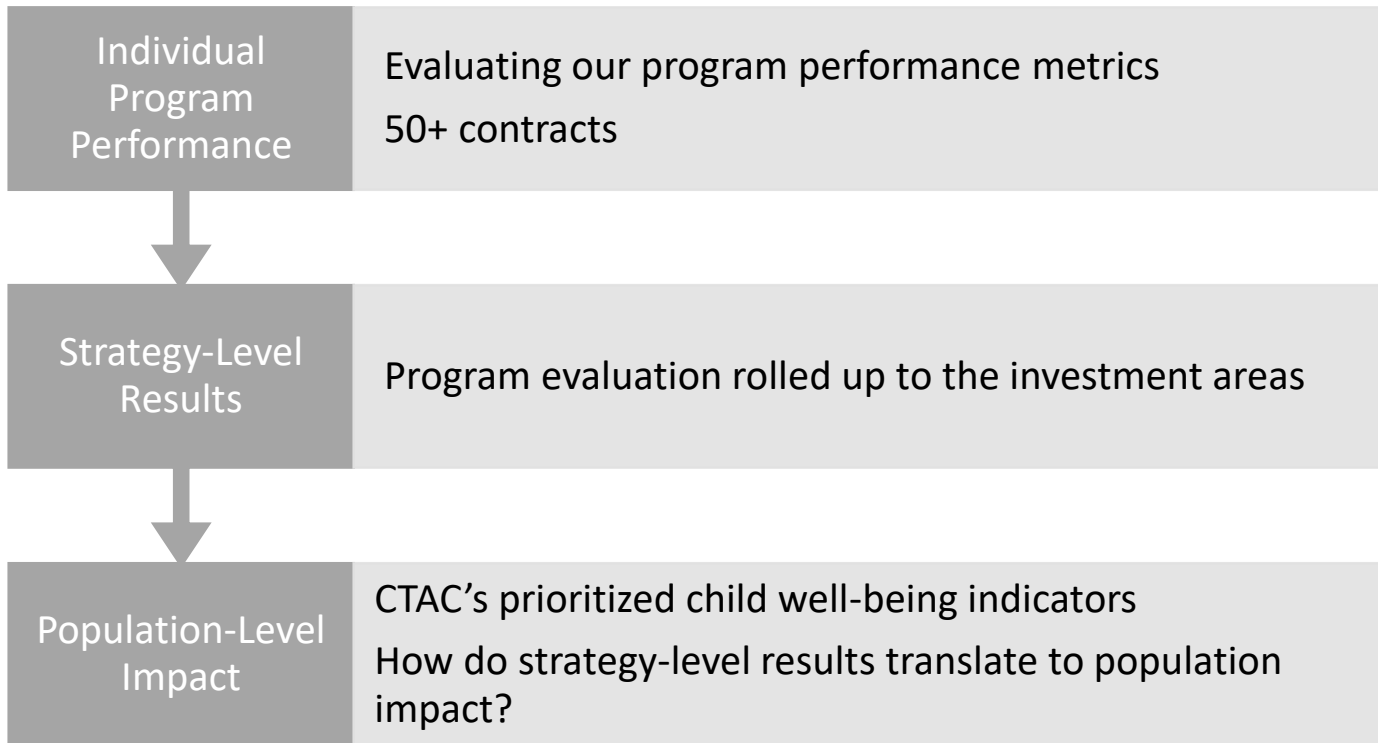 Individual
Program
Performance
Evaluating our program performance metrics
50+ contracts
Strategy-Level
Results
Program evaluation rolled up to the investment areas
Population-Level
Impact
CTAC’s prioritized child well-being indicators
How do strategy-level results translate to population
impact?